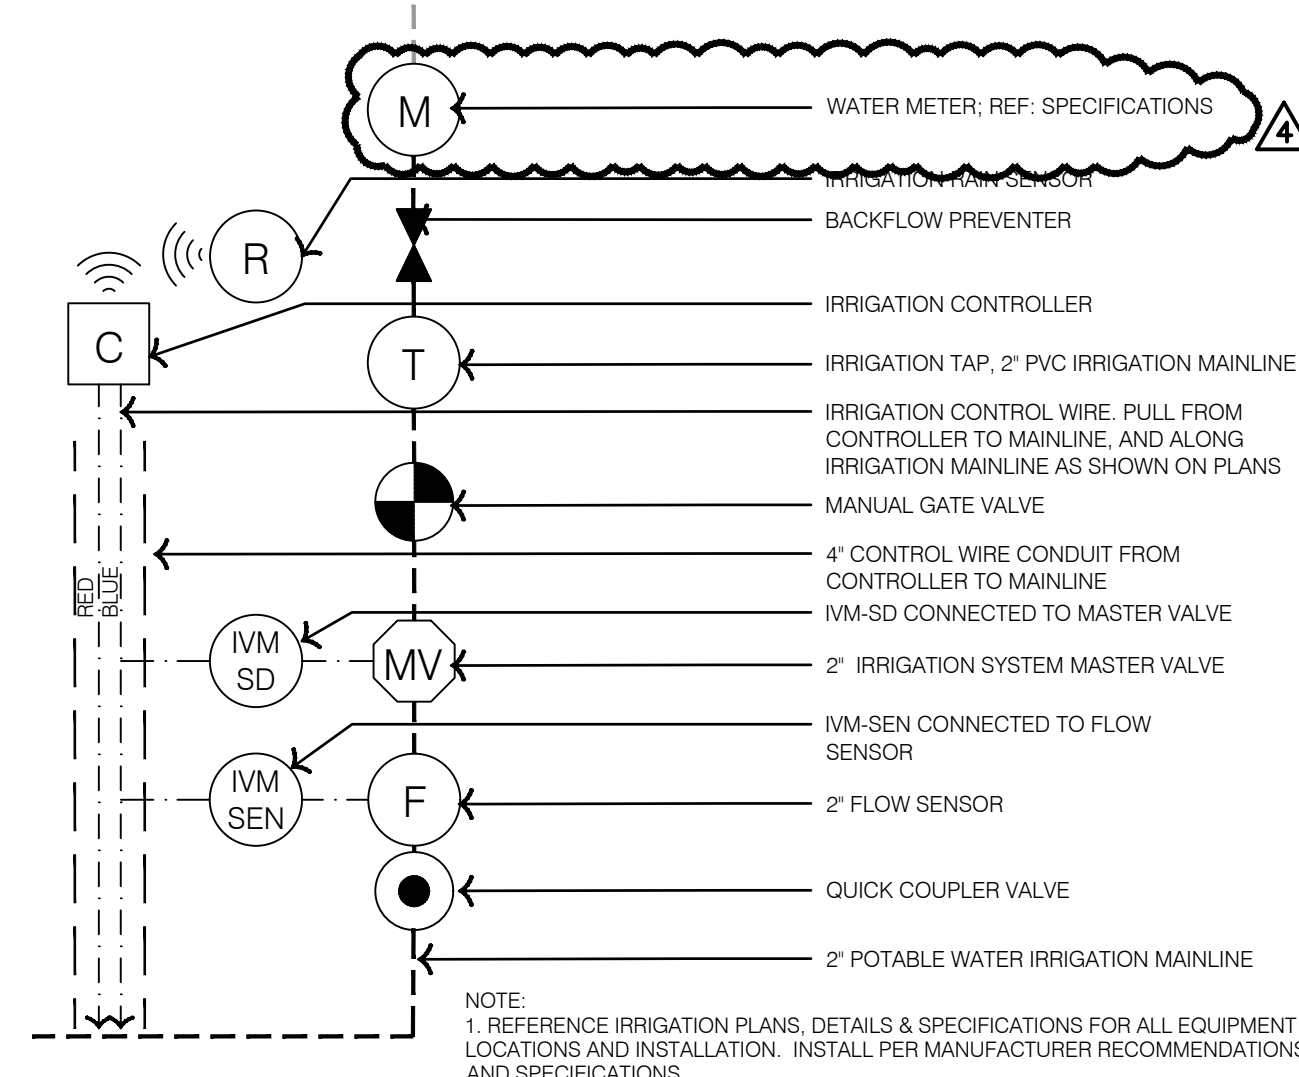 M
WATER METER; REF: SPECIFICATIONS
4
IRRIGATION RAIN SENSOR
BACKFLOW PREVENTER
R
IRRIGATION CONTROLLER
C
T
IRRIGATION TAP, 2" PVC IRRIGATION MAINLINE
IRRIGATION CONTROL WIRE. PULL FROM
CONTROLLER TO MAINLINE, AND ALONG
IRRIGATION MAINLINE AS SHOWN ON PLANS
MANUAL GATE VALVE
4" CONTROL WIRE CONDUIT FROM
CONTROLLER TO MAINLINE
RED
BLUE
IVM-SD CONNECTED TO MASTER VALVE
IVM
SD
MV
2" IRRIGATION SYSTEM MASTER VALVE
IVM-SEN CONNECTED TO FLOW
SENSOR
IVM
SEN
F
2" FLOW SENSOR
QUICK COUPLER VALVE
2" POTABLE WATER IRRIGATION MAINLINE
NOTE:
1. REFERENCE IRRIGATION PLANS, DETAILS & SPECIFICATIONS FOR ALL EQUIPMENT
LOCATIONS AND INSTALLATION. INSTALL PER MANUFACTURER RECOMMENDATIONS
AND SPECIFICATIONS